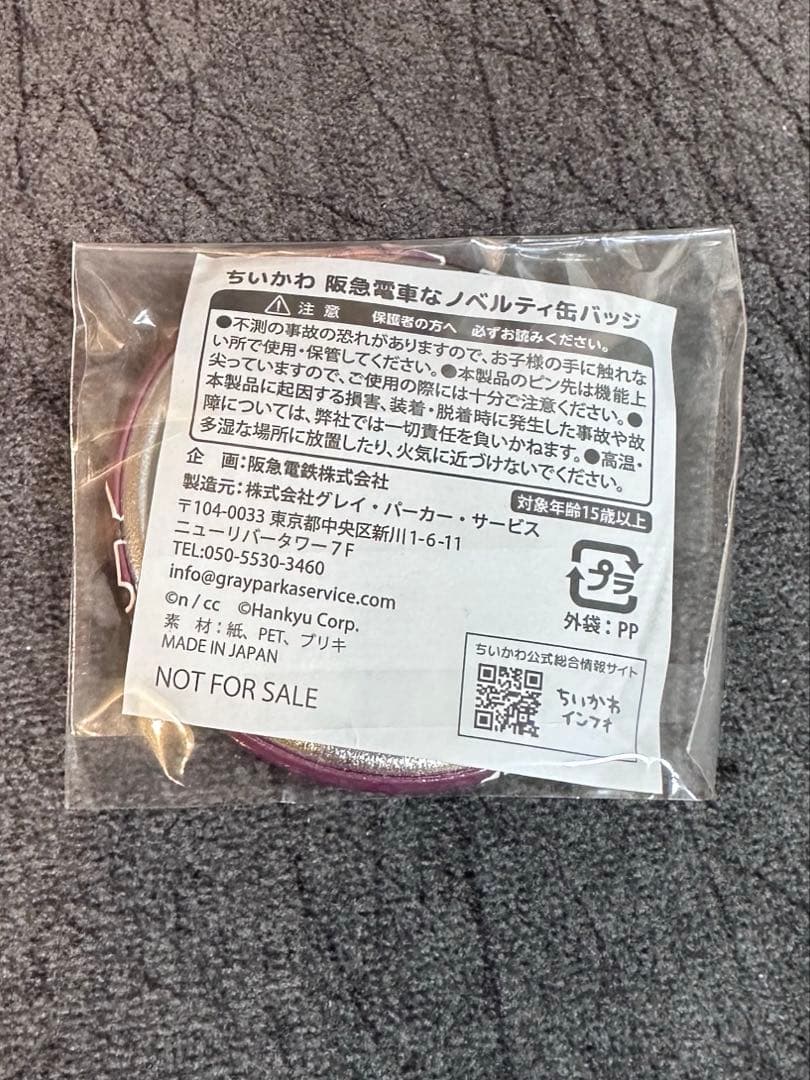 ちいかわ 阪急電車なノベルティ缶バッジ
注 意 保護者の方へ 必ずお読みください。
●不測の事故の恐れがありますので、お子様の手に触れな
い所で使用・保管してください。●本製品のピン先は機能上
尖っていますので、ご使用の際には十分ご注意ください。●
本製品に起因する損害、装着・脱着時に発生した事故や故
障については、弊社では一切責任を負いかねます。●高温・
多湿な場所に放置したり、火気に近づけないでください。
企 画:阪急電鉄株式会社
対象年齢15歳以上
製造元:株式会社グレイ・パーカー・サービス
〒104-0033 東京都中央区新川1-6-11
ニューリバータワー7F
TEL:050-5530-3460
info@grayparkaservice.com
©n / cc ©Hankyu Corp.
素 材:紙、PET、ブリキ
MADE IN JAPAN
NOT FOR SALE
プラ
外袋:PP
ちいかわ公式総合情報サイト
ちいかわ
インフォ